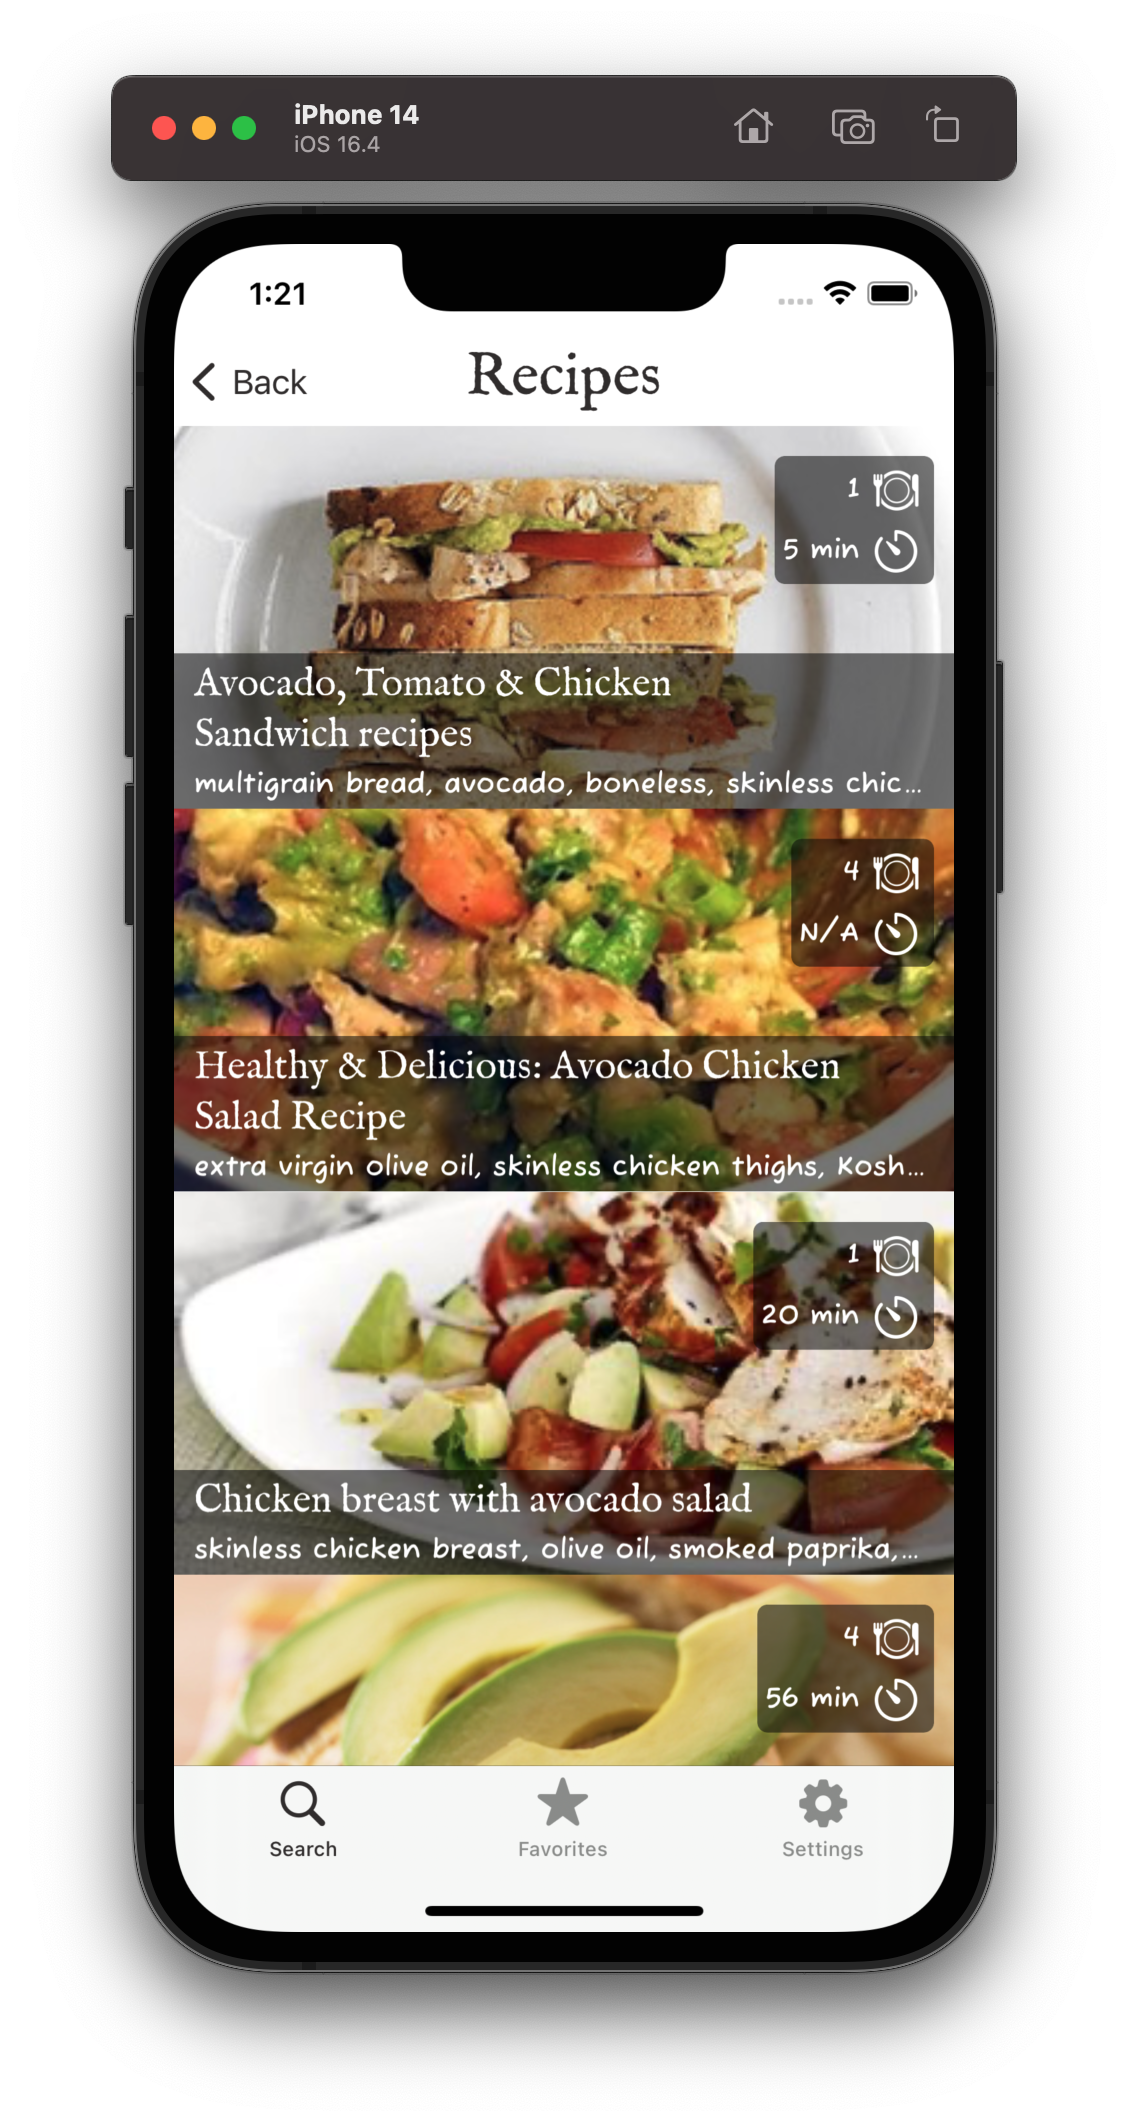 iPhone 14
iOS 16.4
1:21
Back
Recipes
1
5 min
Avocado, Tomato & Chicken
Sandwich recipes
multigrain bread, avocado, boneless, skinless chic...
4
N/A
Healthy & Delicious: Avocado Chicken
Salad Recipe
extra virgin olive oil, skinless chicken thighs, Kosh...
1
20 min
Chicken breast with avocado salad
skinless chicken breast, olive oil, smoked paprika,...
4
56 min
Search
Favorites
Settings